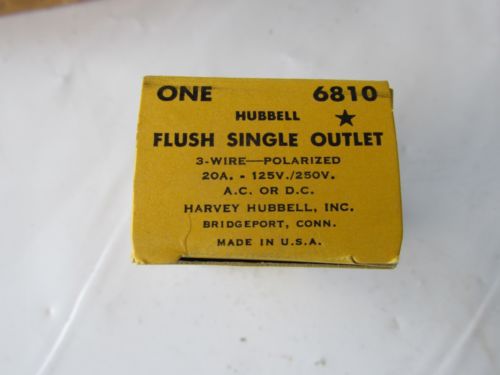 ONE 6810
HUBBELL ★
FLUSH SINGLE OUTLET
3-WIRE—POLARIZED
20A. - 125V./250V.
A.C. OR D.C.
HARVEY HUBBELL, INC.
BRIDGEPORT, CONN.
MADE IN U.S.A.